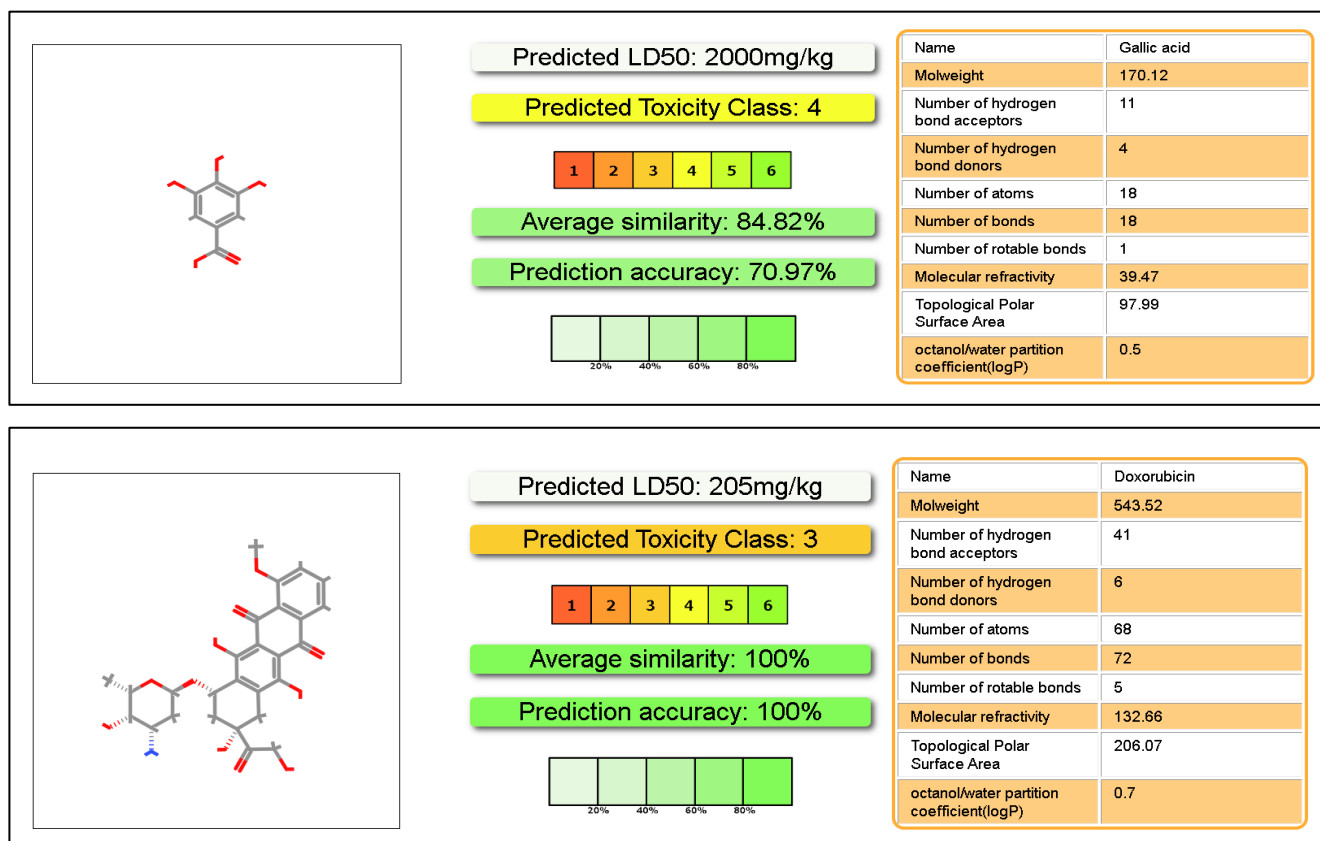 Predicted LD50: 2000mg/kg
Predicted Toxicity Class: 4
1 2 3 4 5 6
Average similarity: 84.82%
Prediction accuracy: 70.97%
20% 40% 60% 80%
Name Gallic acid
Molweight 170.12
Number of hydrogen 11
bond acceptors
Number of hydrogen 4
bond donors
Number of atoms 18
Number of bonds 18
Number of rotable bonds 1
Molecular refractivity 39.47
Topological Polar 97.99
Surface Area
octanol/water partition 0.5
coefficient(logP)
Predicted LD50: 205mg/kg
Predicted Toxicity Class: 3
1 2 3 4 5 6
Average similarity: 100%
Prediction accuracy: 100%
20% 40% 60% 80%
Name Doxorubicin
Molweight 543.52
Number of hydrogen 41
bond acceptors
Number of hydrogen 6
bond donors
Number of atoms 68
Number of bonds 72
Number of rotable bonds 5
Molecular refractivity 132.66
Topological Polar 206.07
Surface Area
octanol/water partition 0.7
coefficient(logP)